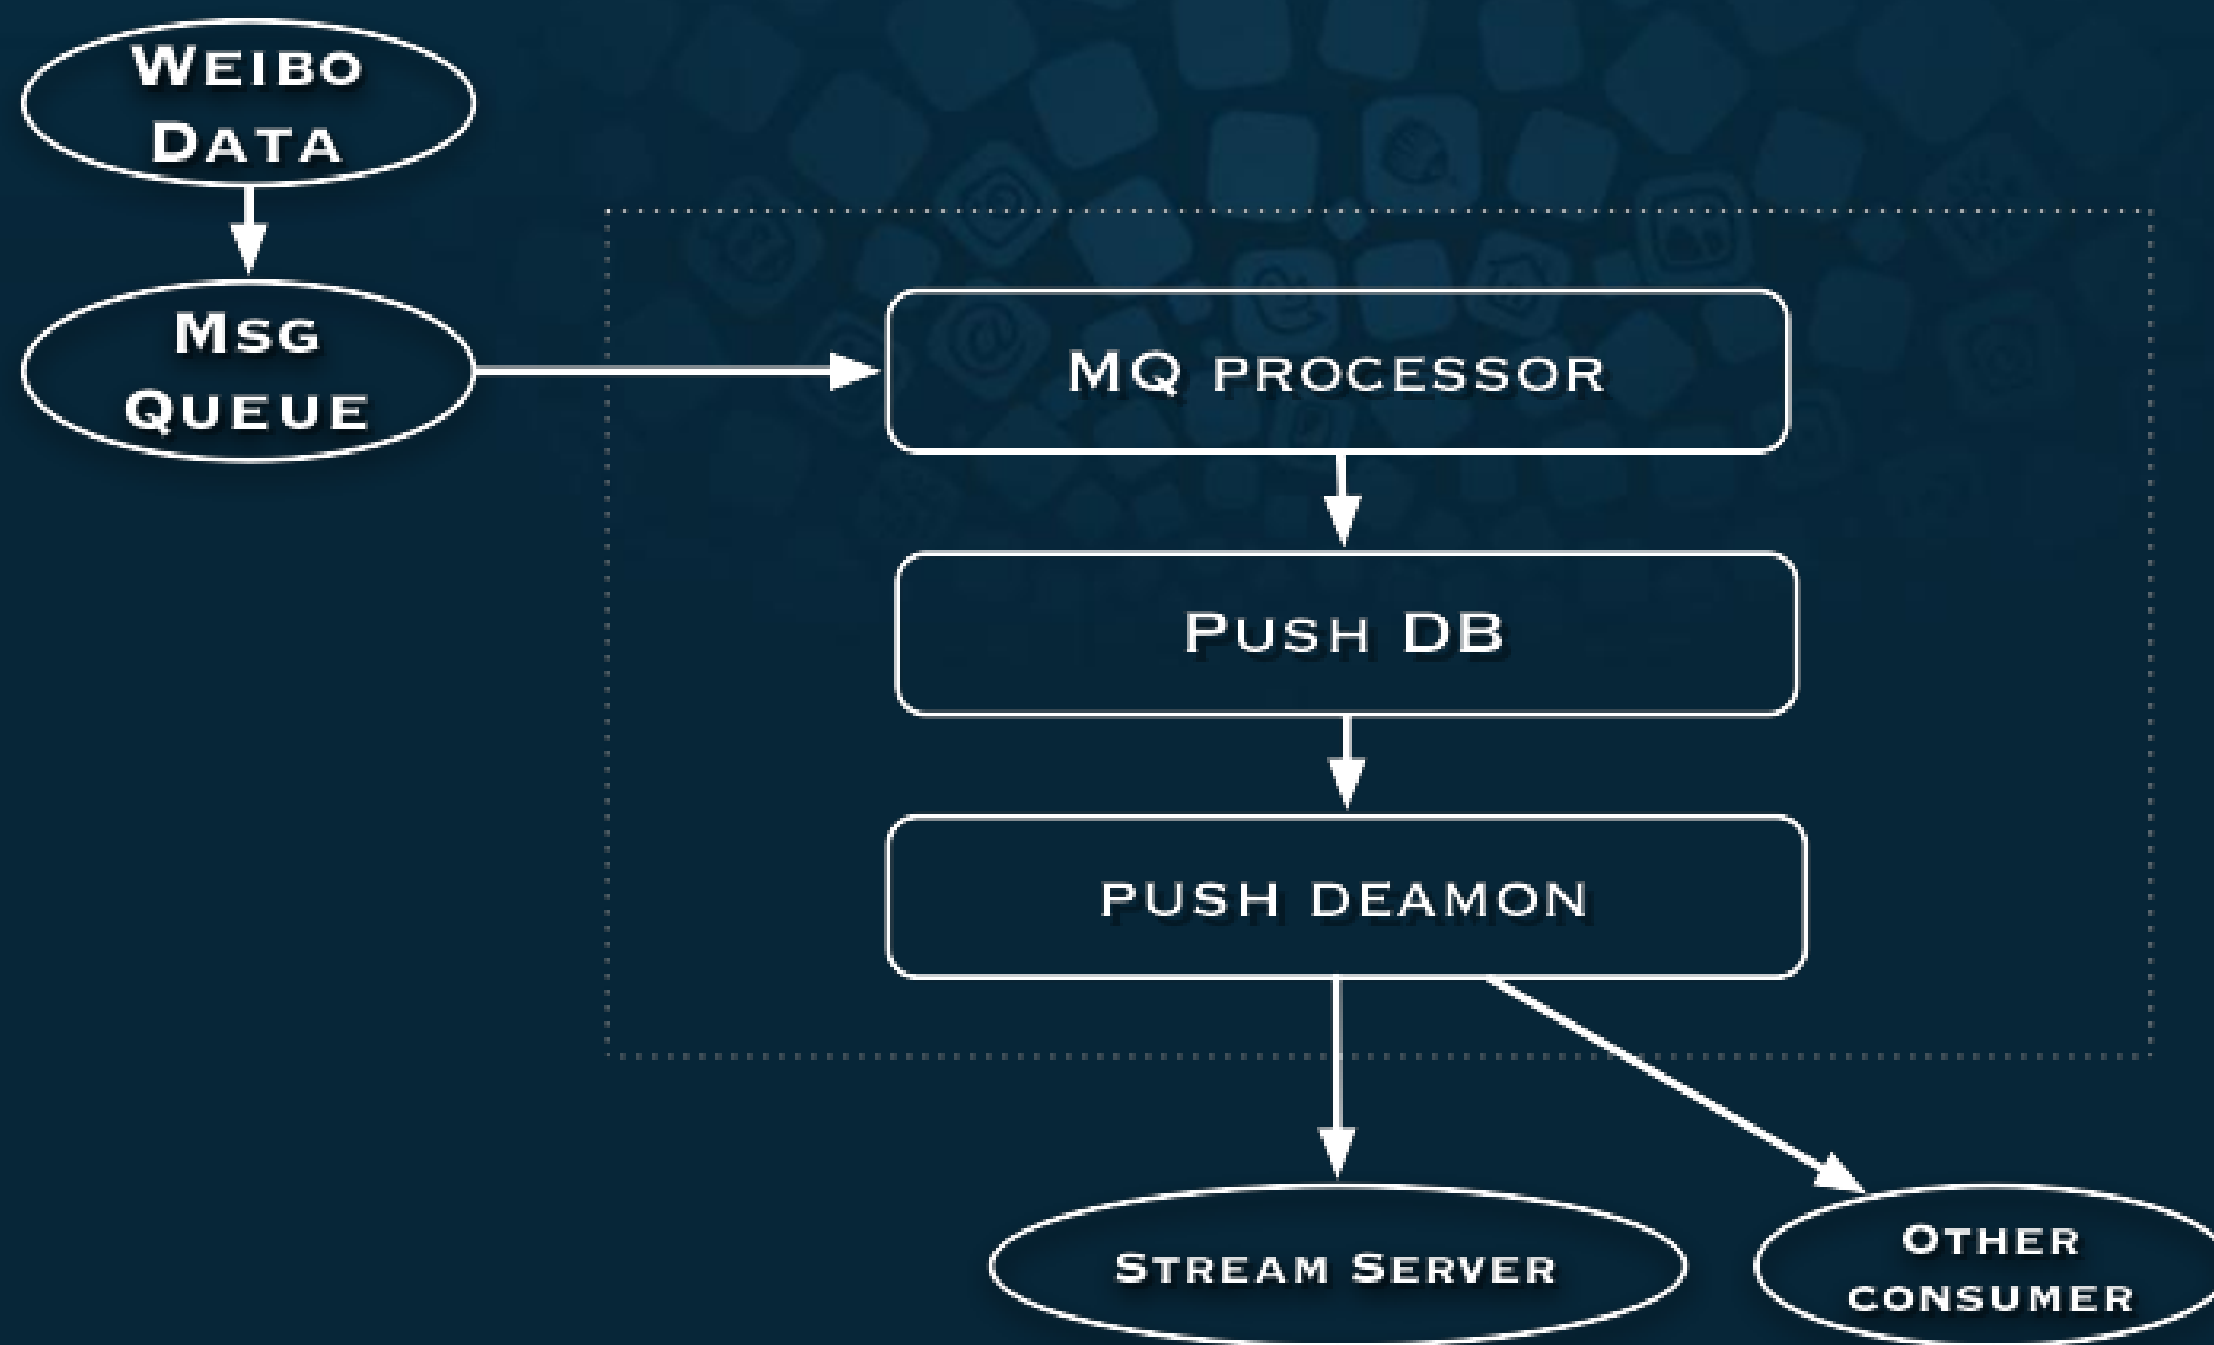 WEIBO
DATA
MSG
QUEUE
MQ PROCESSOR
PUSH DB
PUSH DEAMON
STREAM SERVER
OTHER
CONSUMER